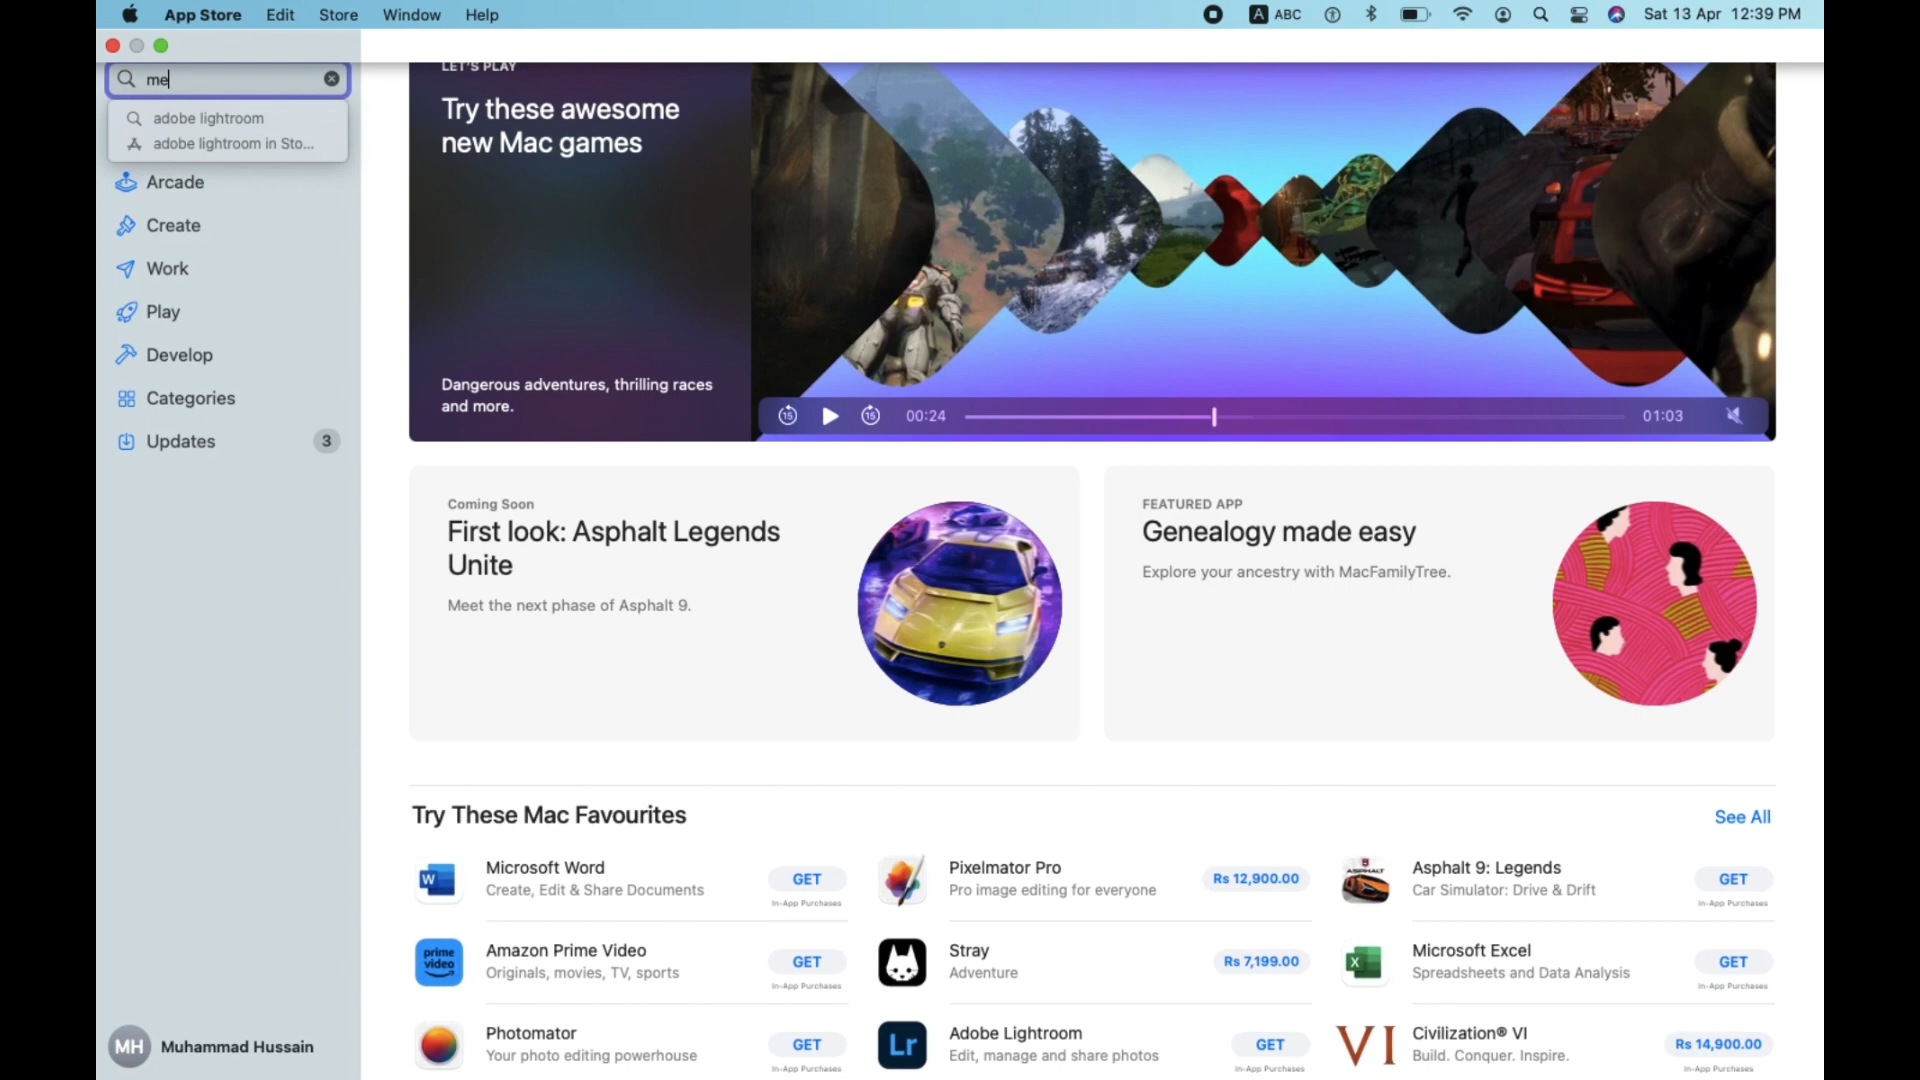 App Store Edit Store Window Help
A ABC Sat 13 Apr 12:39 PM
me
adobe lightroom
adobe lightroom in Sto...
Arcade
Create
Work
Play
Develop
Categories
Updates 3
MH Muhammad Hussain
LET'S PLAY
Try these awesome
new Mac games
Dangerous adventures, thrilling races
and more.
15 15 00:24 01:03
Coming Soon
First look: Asphalt Legends
Unite
Meet the next phase of Asphalt 9.
FEATURED APP
Genealogy made easy
Explore your ancestry with MacFamilyTree.
Try These Mac Favourites See All
W
Microsoft Word
Create, Edit & Share Documents
GET
In-App Purchases
Pixelmator Pro
Pro image editing for everyone
Rs 12,900.00
ASPHALT
Asphalt 9: Legends
Car Simulator: Drive & Drift
GET
In-App Purchases
prime
video
Amazon Prime Video
Originals, movies, TV, sports
GET
In-App Purchases
Stray
Adventure
Rs 7,199.00
X
Microsoft Excel
Spreadsheets and Data Analysis
GET
In-App Purchases
Photomator
Your photo editing powerhouse
GET
In-App Purchases
Lr
Adobe Lightroom
Edit, manage and share photos
GET
In-App Purchases
VI
Civilization® VI
Build. Conquer. Inspire.
Rs 14,900.00
In-App Purchases